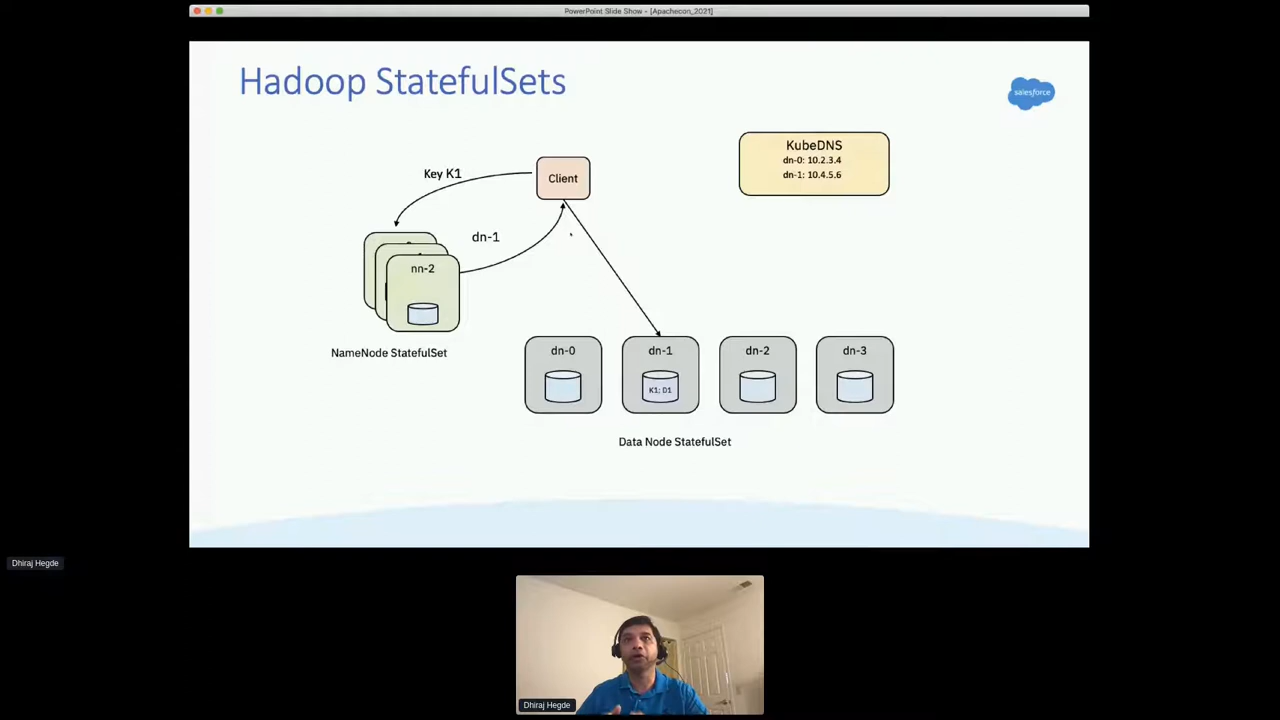 PowerPoint Slide Show - [Apachecon_2021]
Hadoop StatefulSets
salesforce
KubeDNS
dn-0: 10.2.3.4
dn-1: 10.4.5.6
Key K1
Client
dn-1
nn-2
NameNode StatefulSet
dn-0
dn-1
dn-2
dn-3
K1; D1
Data Node StatefulSet
Dhiraj Hegde
Dhiraj Hegde